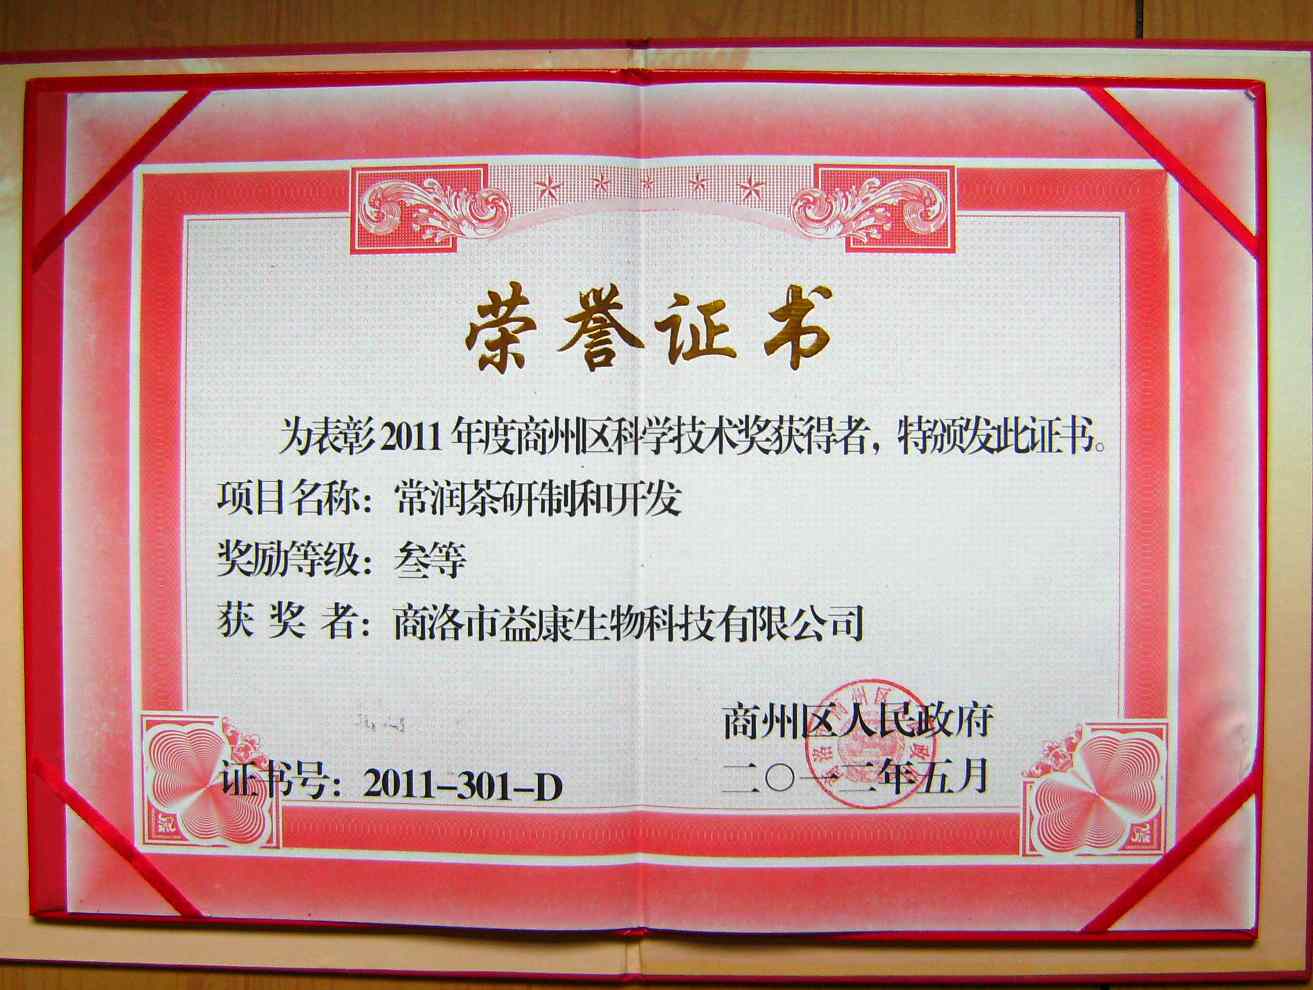 荣誉证书
为表彰2011年度商州区科学技术奖获得者，特颁发此证书。
项目名称：常润茶研制和开发
奖励等级：叁等
获奖者：商洛市益康生物科技有限公司
商州区人民政府
证书号：2011-301-D
二〇一二年五月